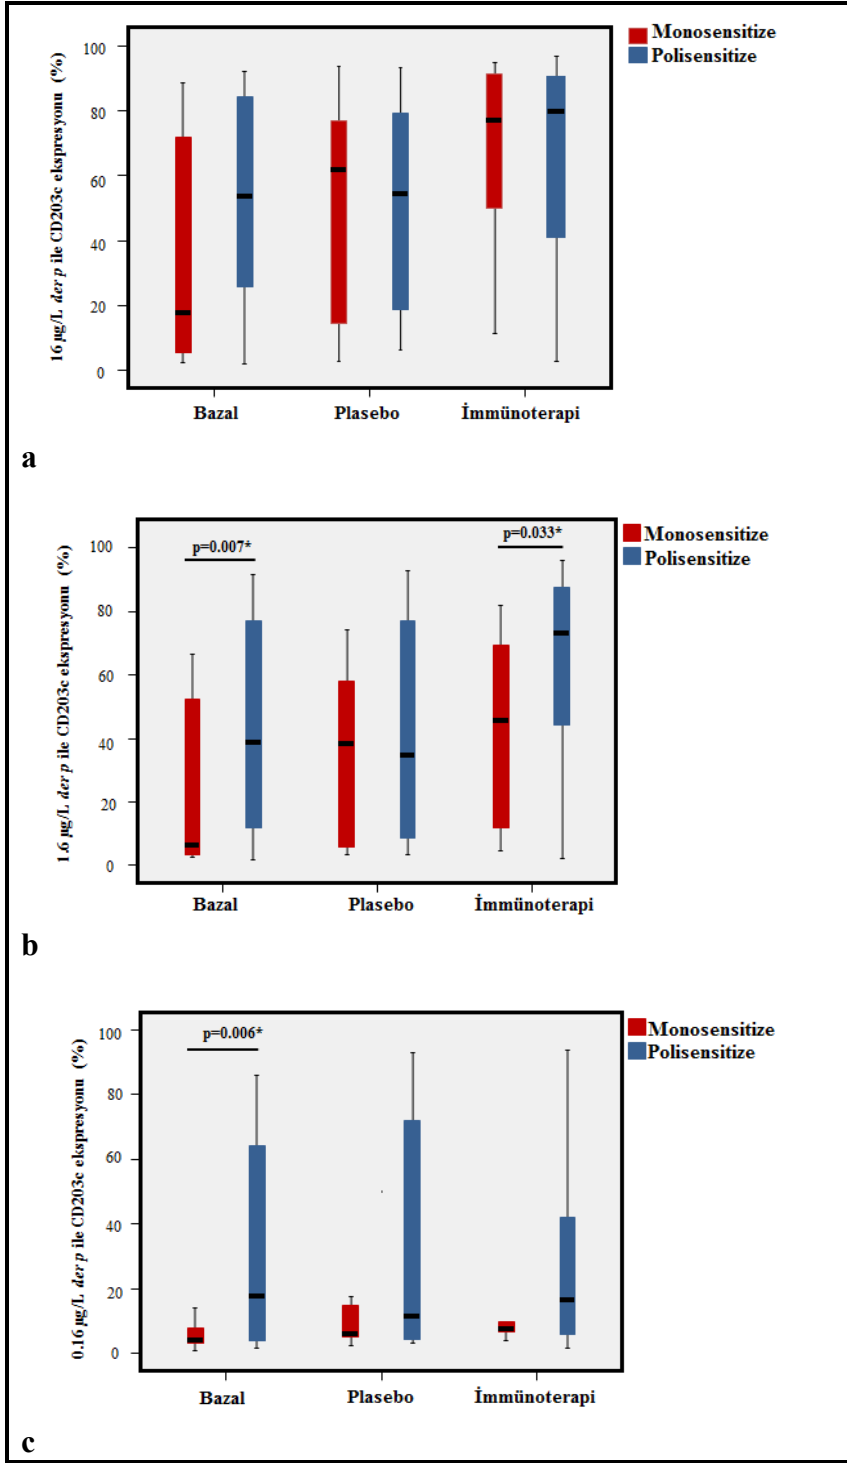 Monosensitize
Polisensitize
16 µg/L der p ile CD203c ekspresyonu (%)
100
80
60
40
20
0
Bazal Plasebo İmmünoterapi
a
Monosensitize
Polisensitize
1.6 µg/L der p ile CD203c ekspresyonu (%)
p=0.007* p=0.033*
100
80
60
40
20
0
Bazal Plasebo İmmünoterapi
b
Monosensitize
Polisensitize
0.16 µg/L der p ile CD203c ekspresyonu (%)
p=0.006*
100
80
60
40
20
0
Bazal Plasebo İmmünoterapi
c